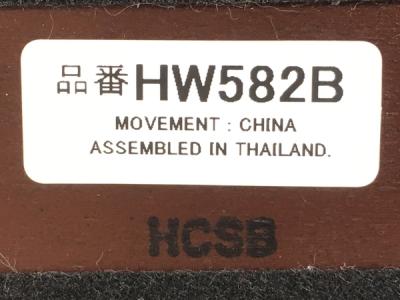 品番HW582B
MOVEMENT : CHINA
ASSEMBLED IN THAILAND.
HCSB